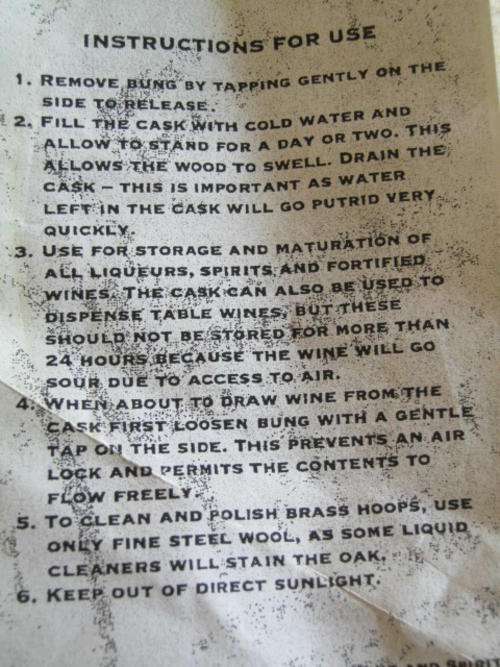 INSTRUCTIONS FOR USE
1. REMOVE BUNG BY TAPPING GENTLY ON THE
SIDE TO RELEASE.
2. FILL THE CASK WITH COLD WATER AND
ALLOW TO STAND FOR A DAY OR TWO. THIS
ALLOWS THE WOOD TO SWELL. DRAIN THE
CASK – THIS IS IMPORTANT AS WATER
LEFT IN THE CASK WILL GO PUTRID VERY
QUICKLY.
3. USE FOR STORAGE AND MATURATION OF
ALL LIQUEURS, SPIRITS AND FORTIFIED
WINES. THE CASK CAN ALSO BE USED TO
DISPENSE TABLE WINES, BUT THESE
SHOULD NOT BE STORED FOR MORE THAN
24 HOURS BECAUSE THE WINE WILL GO
SOUR DUE TO ACCESS TO AIR.
4. WHEN ABOUT TO DRAW WINE FROM THE
CASK FIRST LOOSEN BUNG WITH A GENTLE
TAP ON THE SIDE. THIS PREVENTS AN AIR
LOCK AND PERMITS THE CONTENTS TO
FLOW FREELY.
5. TO CLEAN AND POLISH BRASS HOOPS, USE
ONLY FINE STEEL WOOL, AS SOME LIQUID
CLEANERS WILL STAIN THE OAK.
6. KEEP OUT OF DIRECT SUNLIGHT.